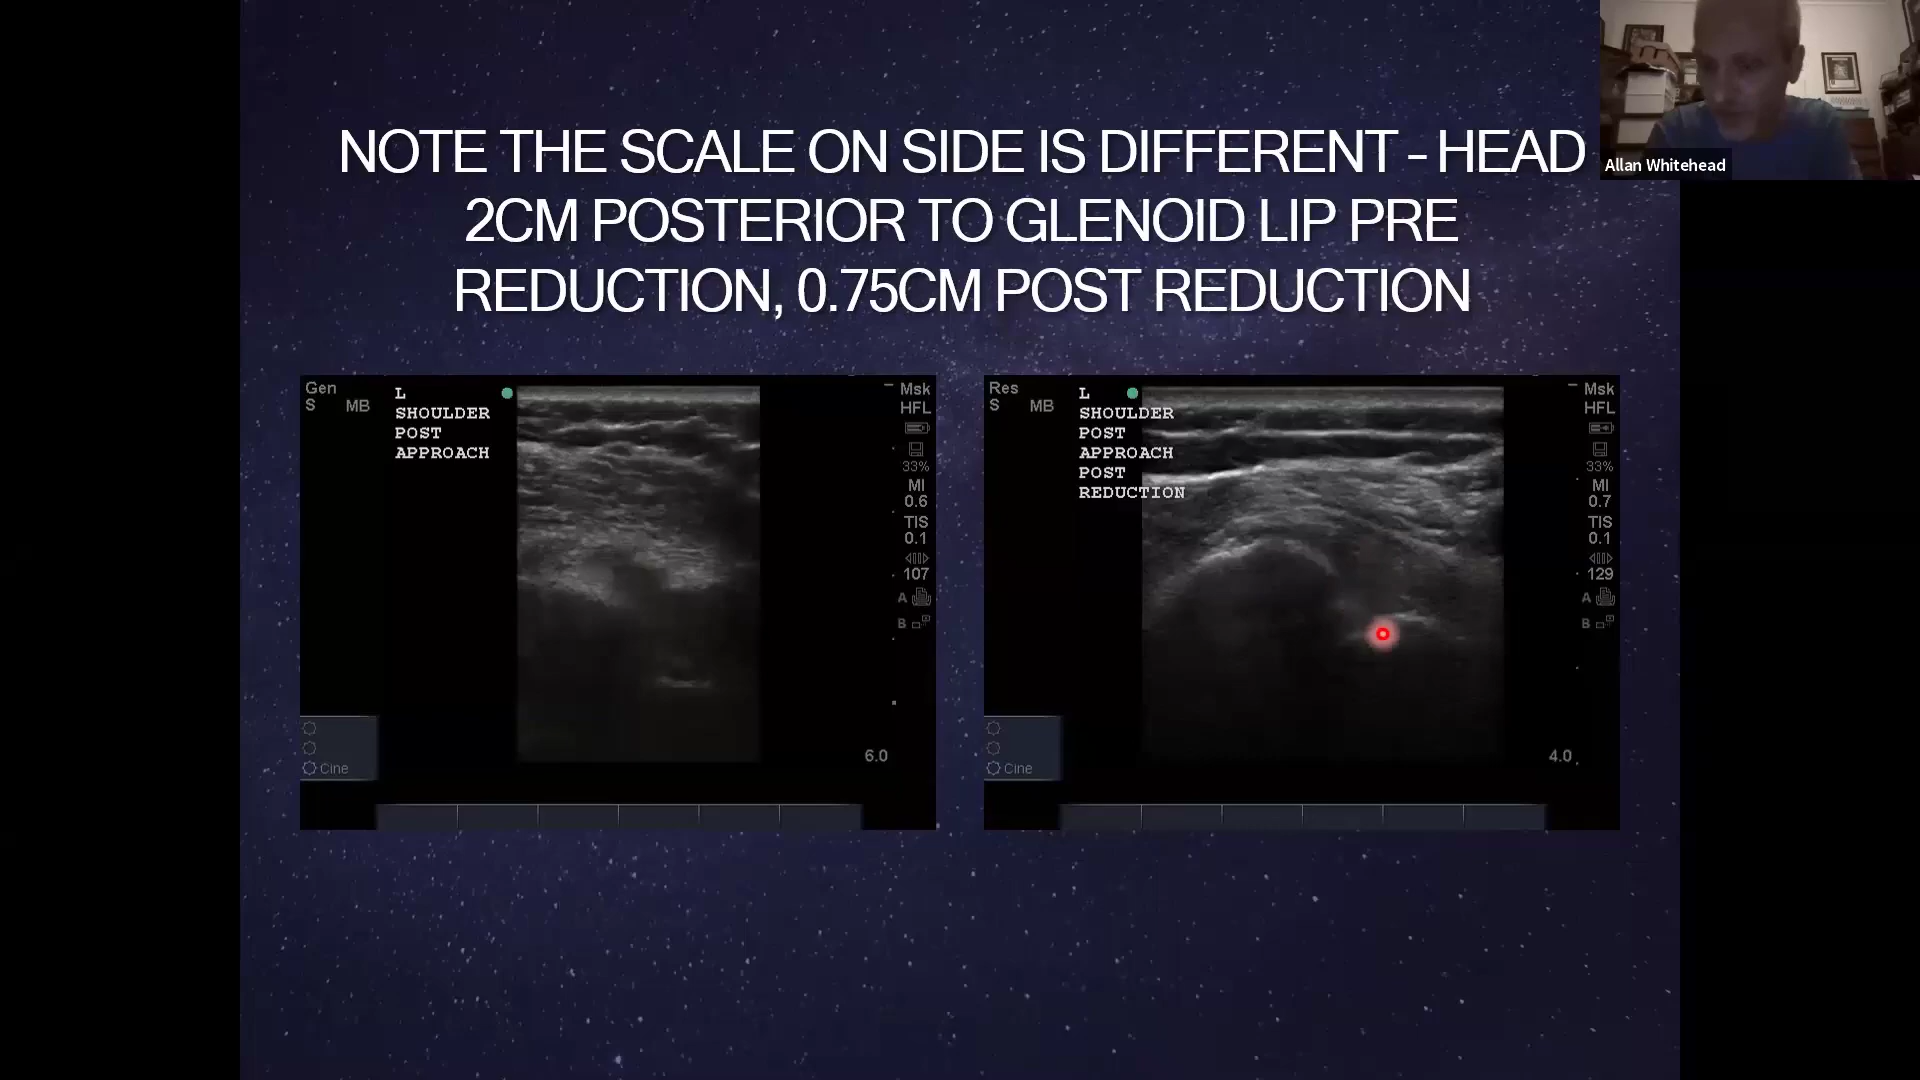 NOTE THE SCALE ON SIDE IS DIFFERENT – HEAD
2CM POSTERIOR TO GLENOID LIP PRE
REDUCTION, 0.75CM POST REDUCTION
Allan Whitehead
Gen
S MB
L
SHOULDER
POST
APPROACH
Msk
HFL
33%
MI
0.6
TIS
0.1
107
A
B
6.0
Cine
Res
S MB
L
SHOULDER
POST
APPROACH
POST
REDUCTION
Msk
HFL
33%
MI
0.7
TIS
0.1
129
A
B
4.0
Cine